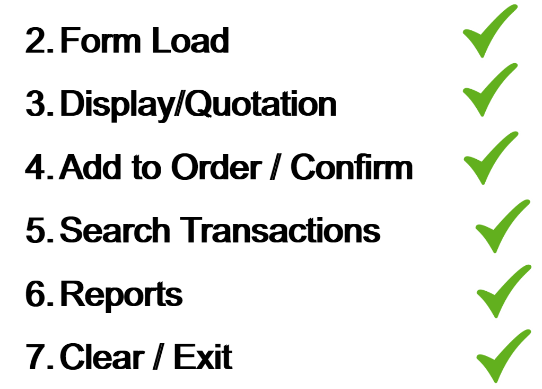 2. Form Load
3. Display/Quotation
4. Add to Order / Confirm
5. Search Transactions
6. Reports
7. Clear / Exit